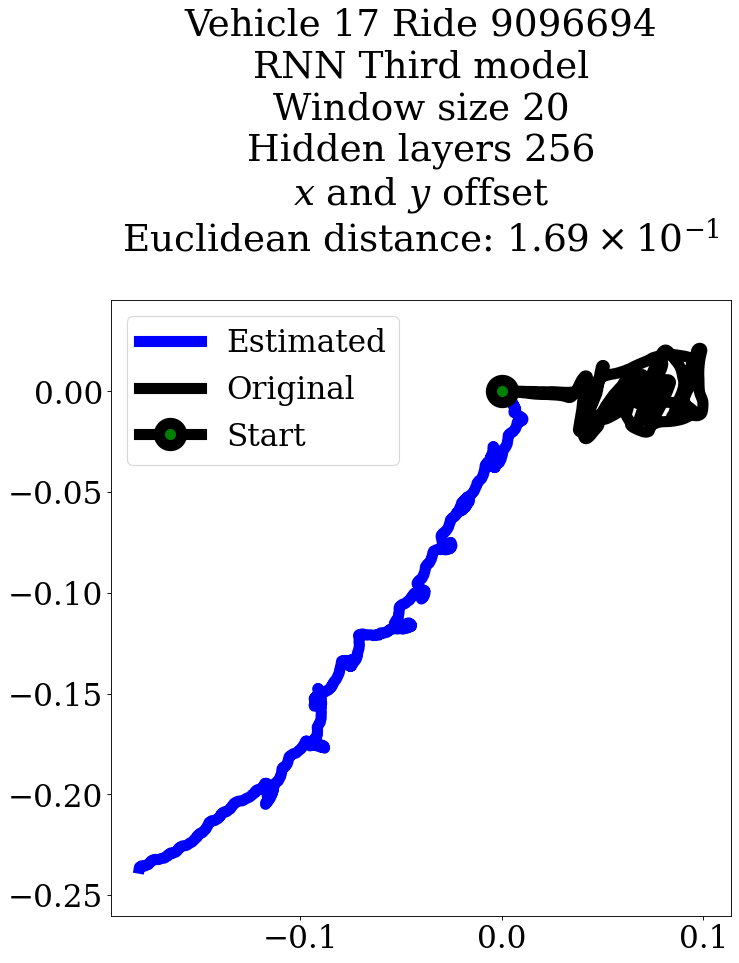 Vehicle 17 Ride 9096694
RNN Third model
Window size 20
Hidden layers 256
x and y offset
Euclidean distance: 1.69 × 10⁻¹
Estimated
Original
Start
0.00
−0.05
−0.10
−0.15
−0.20
−0.25
−0.1
0.0
0.1